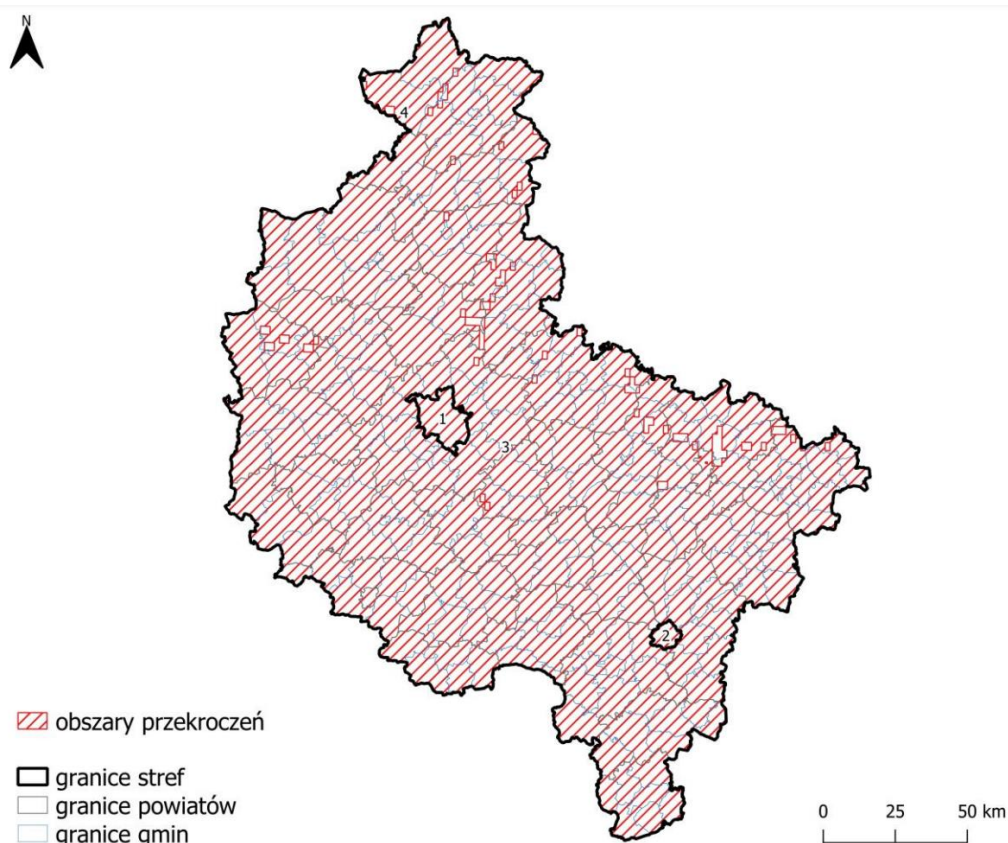 N
4
1
3
2
obszary przekroczeń
granice stref
granice powiatów
granice gmin
0 25 50 km